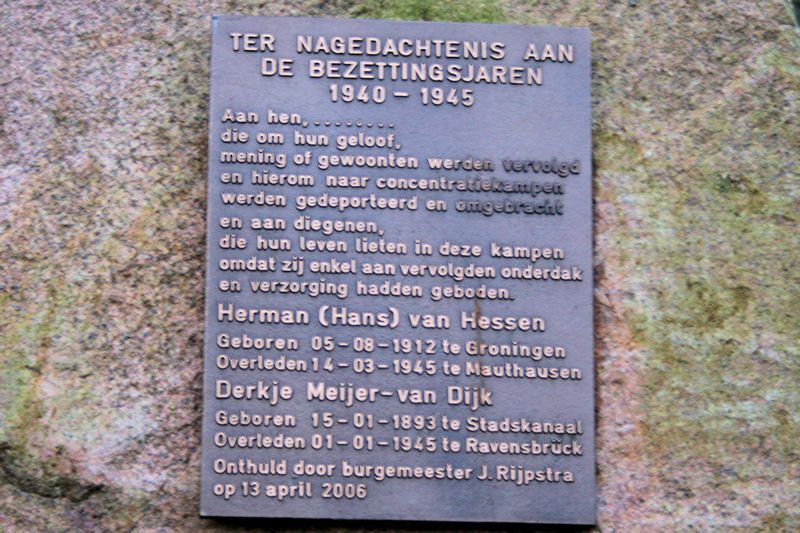 TER NAGEDACHTENIS AAN
DE BEZETTINGSJAREN
1940 – 1945
Aan hen, ........
die om hun geloof,
mening of gewoonten werden vervolgd
en hierom naar concentratiekampen
werden gedeporteerd en omgebracht
en aan diegenen,
die hun leven lieten in deze kampen
omdat zij enkel aan vervolgden onderdak
en verzorging hadden geboden.
Herman (Hans) van Hessen
Geboren 05-08-1912 te Groningen
Overleden 14-03-1945 te Mauthausen
Derkje Meijer-van Dijk
Geboren 15-01-1893 te Stadskanaal
Overleden 01-01-1945 te Ravensbrück
Onthuld door burgemeester J. Rijpstra
op 13 april 2006